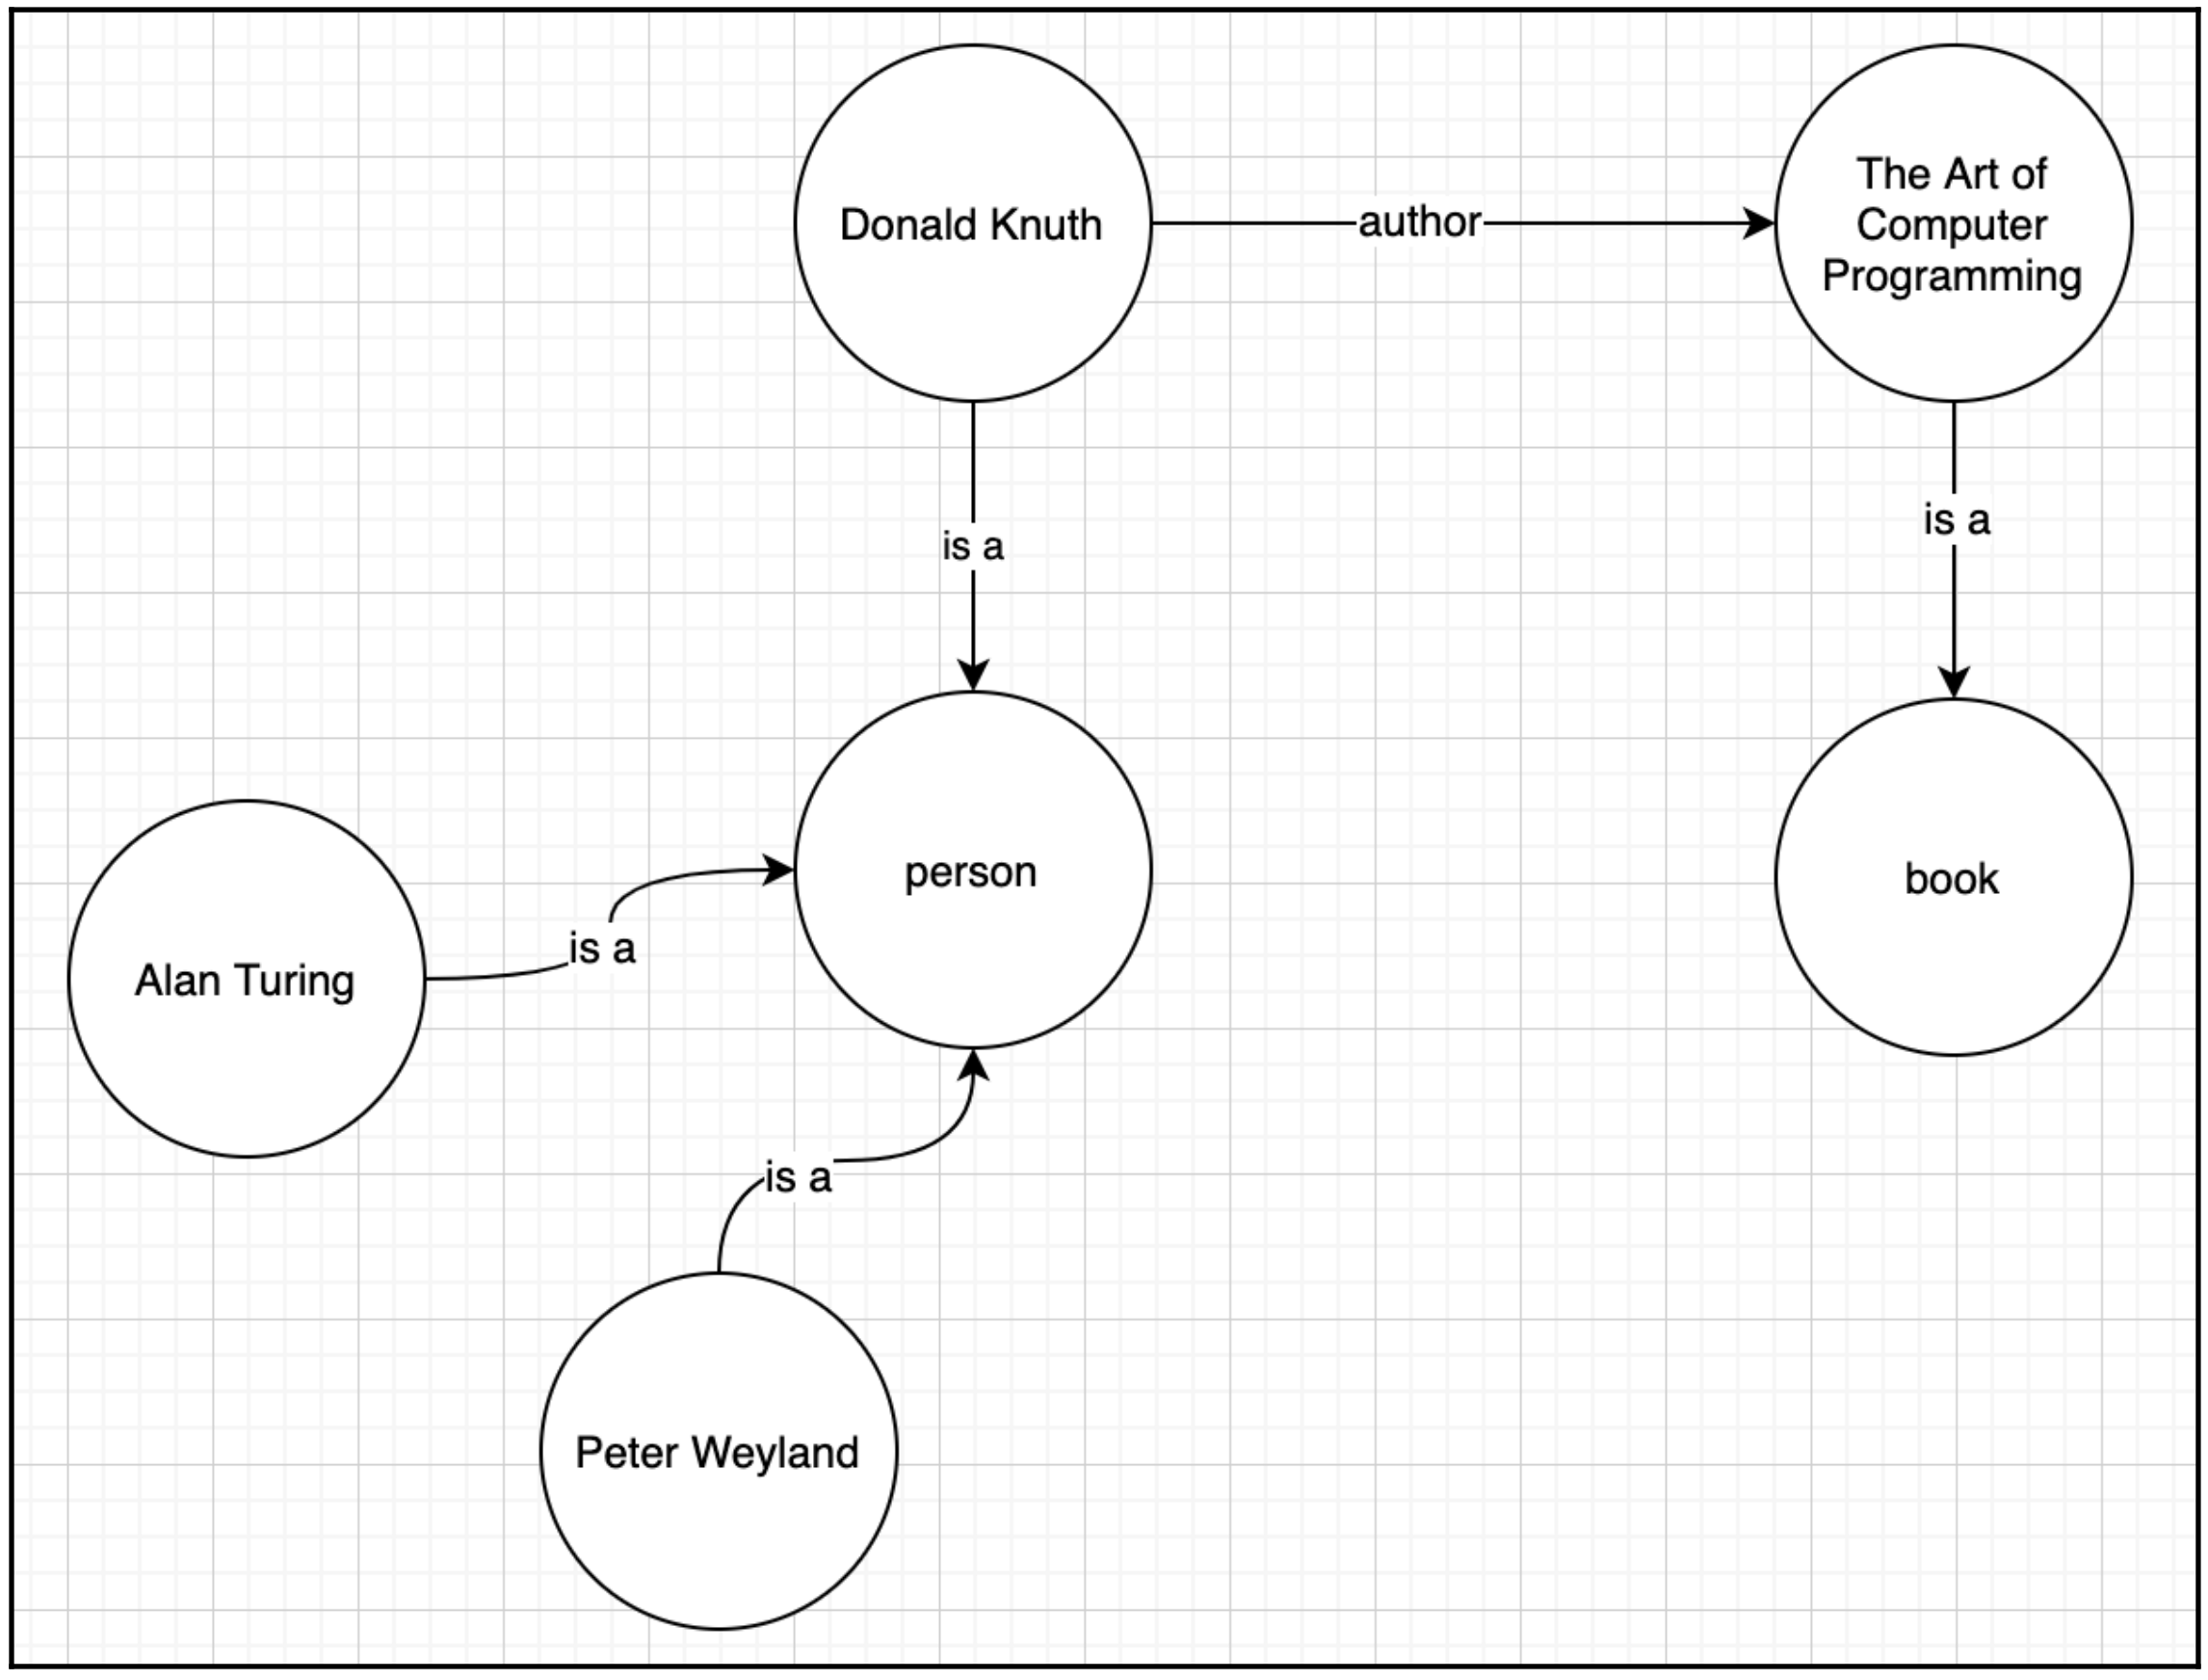 Donald Knuth
author
The Art of
Computer
Programming
is a
is a
person
book
Alan Turing
is a
is a
Peter Weyland